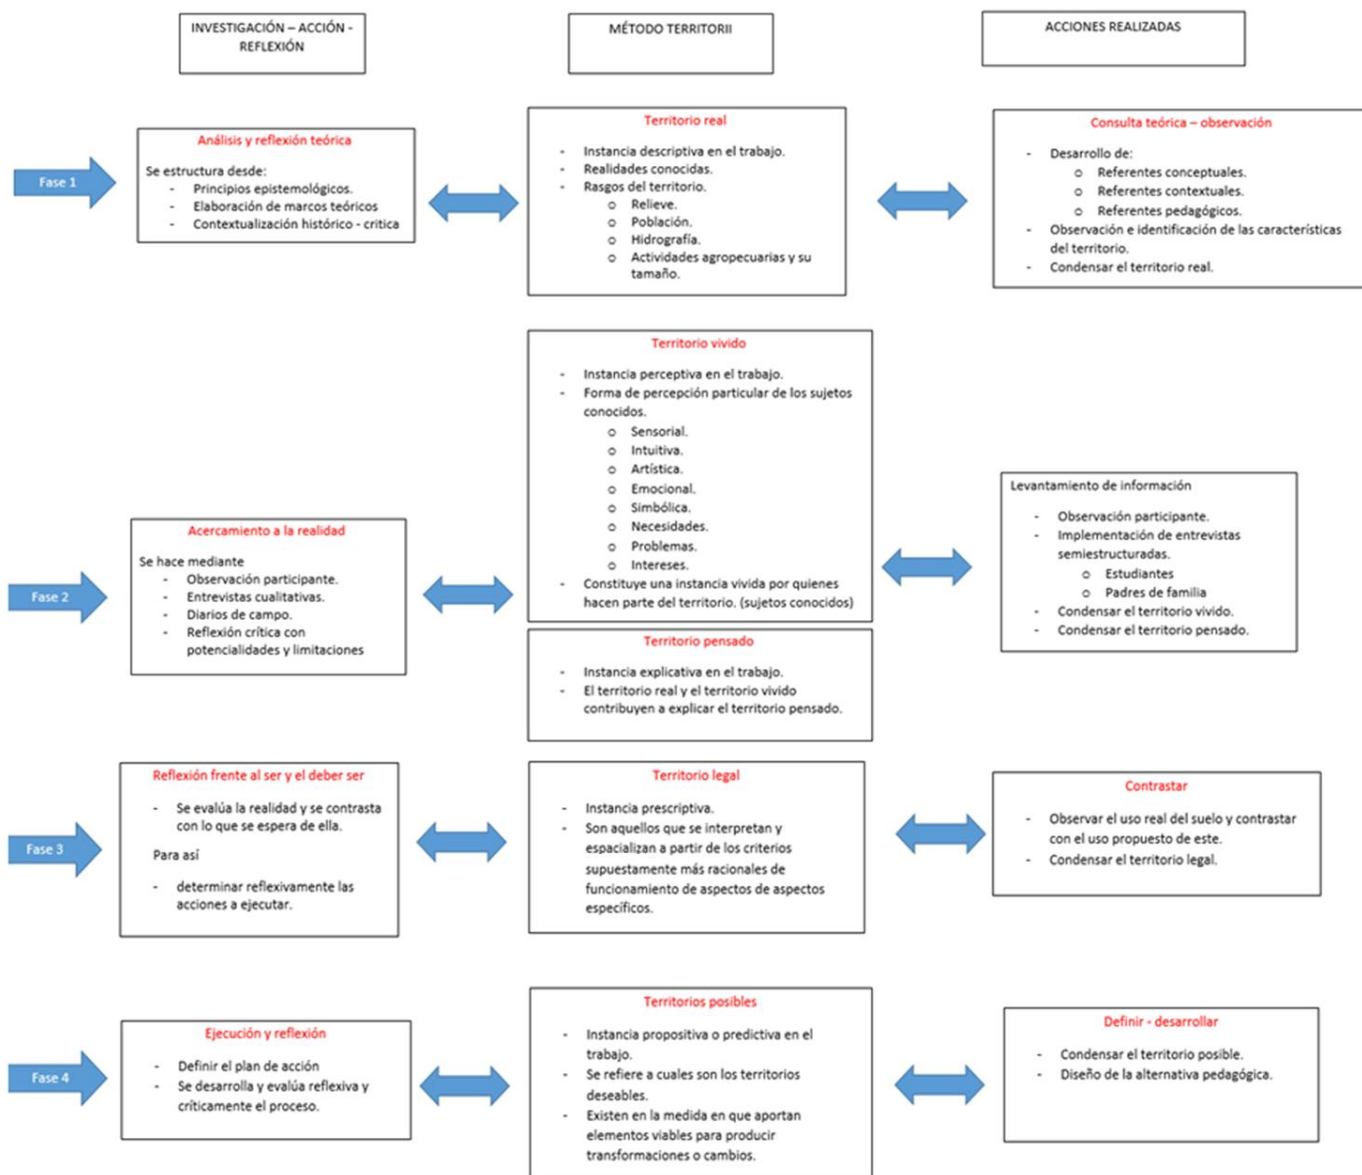 INVESTIGACIÓN – ACCIÓN -
REFLEXIÓN
MÉTODO TERRITORII
ACCIONES REALIZADAS
Fase 1
Análisis y reflexión teórica
Se estructura desde:
- Principios epistemológicos.
- Elaboración de marcos teóricos
- Contextualización histórico - critica
Territorio real
- Instancia descriptiva en el trabajo.
- Realidades conocidas.
- Rasgos del territorio.
o Relieve.
o Población.
o Hidrografía.
o Actividades agropecuarias y su
tamaño.
Consulta teórica – observación
- Desarrollo de:
o Referentes conceptuales.
o Referentes contextuales.
o Referentes pedagógicos.
- Observación e identificación de las características
del territorio.
- Condensar el territorio real.
Fase 2
Acercamiento a la realidad
Se hace mediante
- Observación participante.
- Entrevistas cualitativas.
- Diarios de campo.
- Reflexión crítica con
potencialidades y limitaciones
Territorio vivido
- Instancia perceptiva en el trabajo.
- Forma de percepción particular de los sujetos
conocidos.
o Sensorial.
o Intuitiva.
o Artística.
o Emocional.
o Simbólica.
o Necesidades.
o Problemas.
o Intereses.
- Constituye una instancia vivida por quienes
hacen parte del territorio. (sujetos conocidos)
Territorio pensado
- Instancia explicativa en el trabajo.
- El territorio real y el territorio vivido
contribuyen a explicar el territorio pensado.
Levantamiento de información
- Observación participante.
- Implementación de entrevistas
semiestructuradas.
o Estudiantes
o Padres de familia
- Condensar el territorio vivido.
- Condensar el territorio pensado.
Fase 3
Reflexión frente al ser y el deber ser
- Se evalúa la realidad y se contrasta
con lo que se espera de ella.
Para así
- determinar reflexivamente las
acciones a ejecutar.
Territorio legal
- Instancia prescriptiva.
- Son aquellos que se interpretan y
espacializan a partir de los criterios
supuestamente más racionales de
funcionamiento de aspectos de aspectos
específicos.
Contrastar
- Observar el uso real del suelo y contrastar
con el uso propuesto de este.
- Condensar el territorio legal.
Fase 4
Ejecución y reflexión
- Definir el plan de acción
- Se desarrolla y evalúa reflexiva y
críticamente el proceso.
Territorios posibles
- Instancia propositiva o predictiva en el
trabajo.
- Se refiere a cuales son los territorios
deseables.
- Existen en la medida en que aportan
elementos viables para producir
transformaciones o cambios.
Definir - desarrollar
- Condensar el territorio posible.
- Diseño de la alternativa pedagógica.